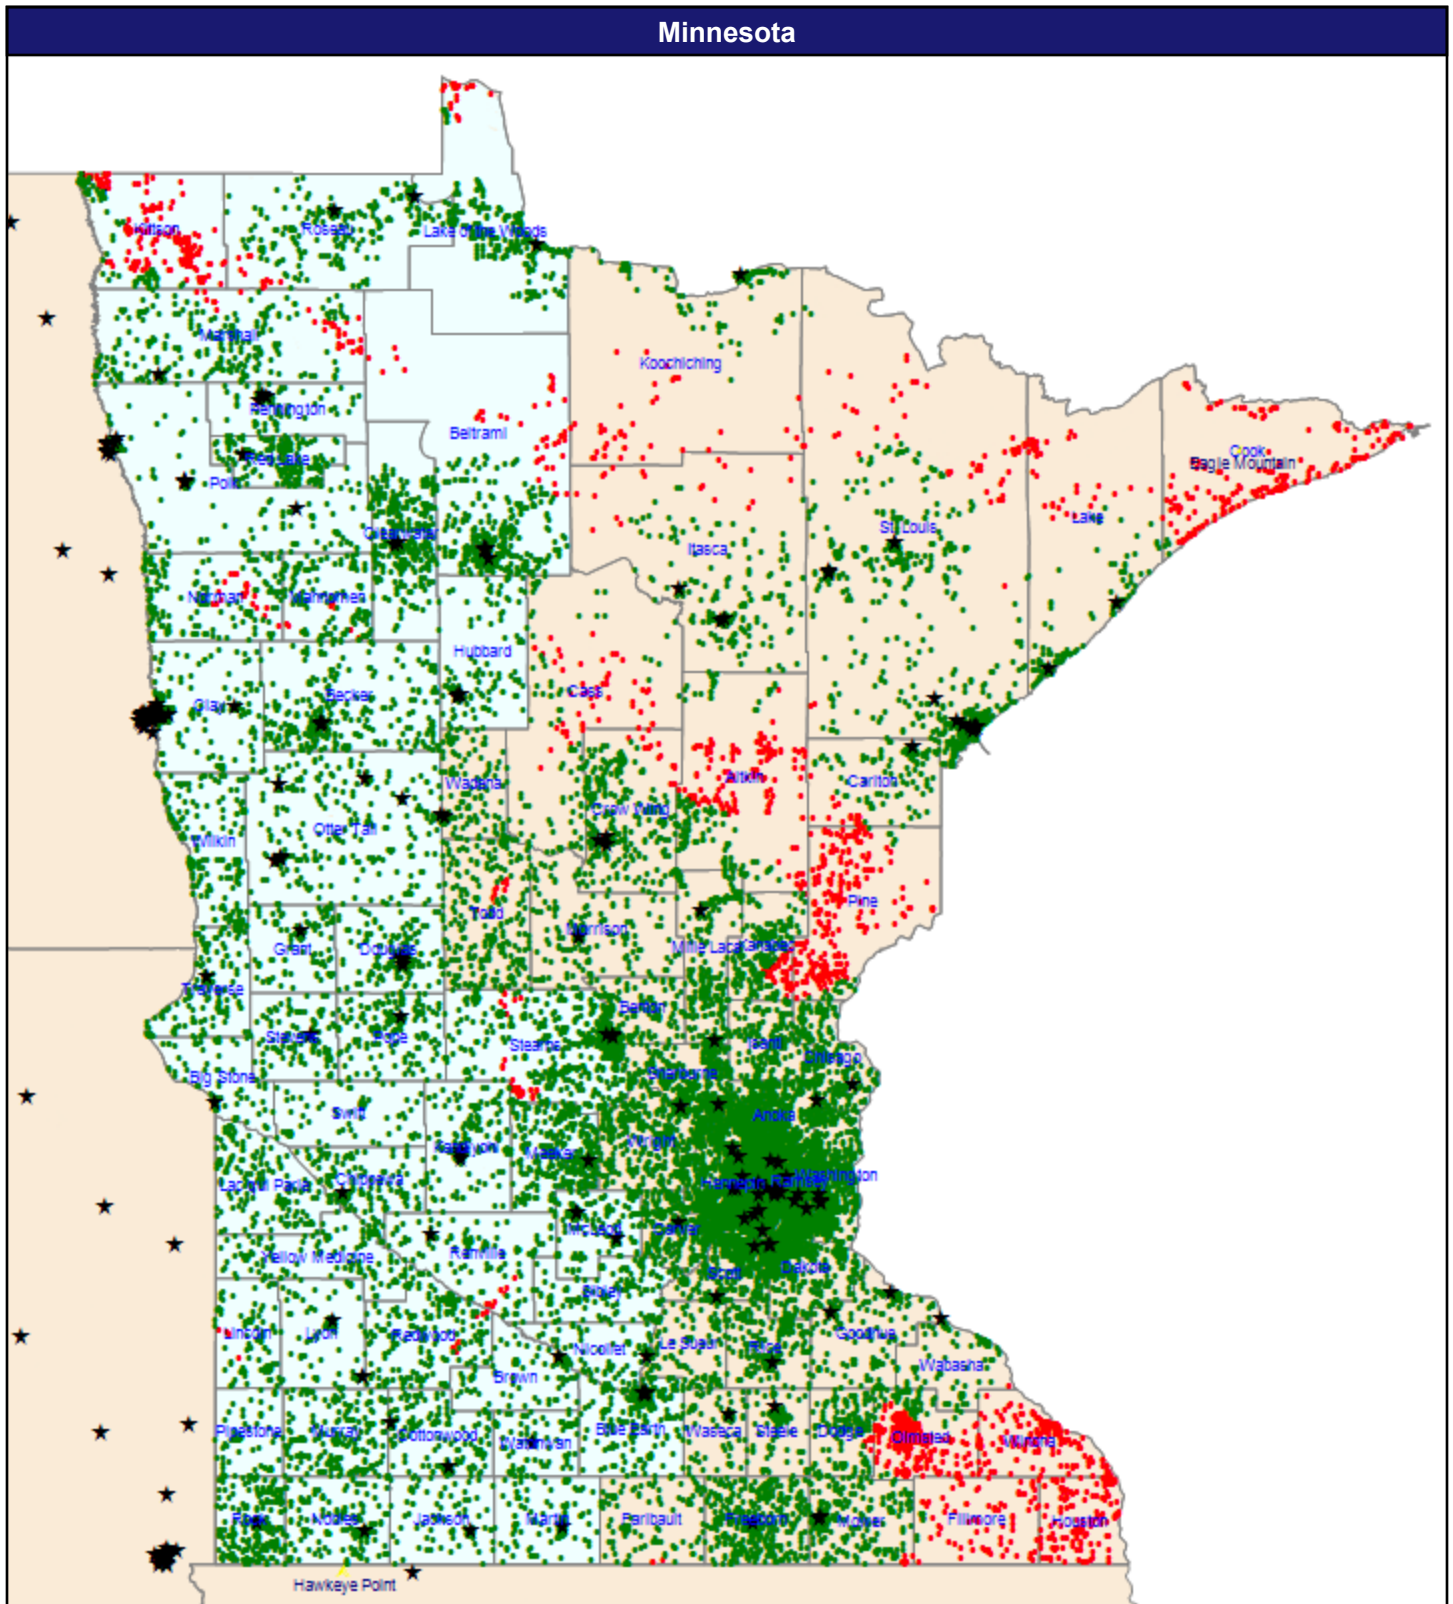 Minnesota
Kittson
Roseau
Lake of the Woods
Marshall
Koochiching
Pennington
Beltrami
Cook
Red Lake
Eagle Mountain
Polk
Lake
Clearwater
St. Louis
Itasca
Norman
Mahnomen
Hubbard
Cass
Becker
Clay
Aitkin
Carlton
Wadena
Crow Wing
Otter Tail
Wilkin
Pine
Todd
Morrison
Grant
Douglas
Mille Lacs
Kanabec
Traverse
Benton
Stevens
Pope
Stearns
Isanti
Chisago
Big Stone
Sherburne
Swift
Anoka
Kandiyohi
Meeker
Wright
Lac qui Parle
Chippewa
Hennepin
Ramsey
Washington
McLeod
Carver
Yellow Medicine
Renville
Scott
Dakota
Sibley
Lincoln
Lyon
Redwood
Nicollet
Le Sueur
Rice
Goodhue
Wabasha
Brown
Pipestone
Murray
Cottonwood
Watonwan
Blue Earth
Waseca
Steele
Dodge
Olmsted
Winona
Rock
Nobles
Jackson
Martin
Faribault
Freeborn
Mower
Fillmore
Houston
Hawkeye Point